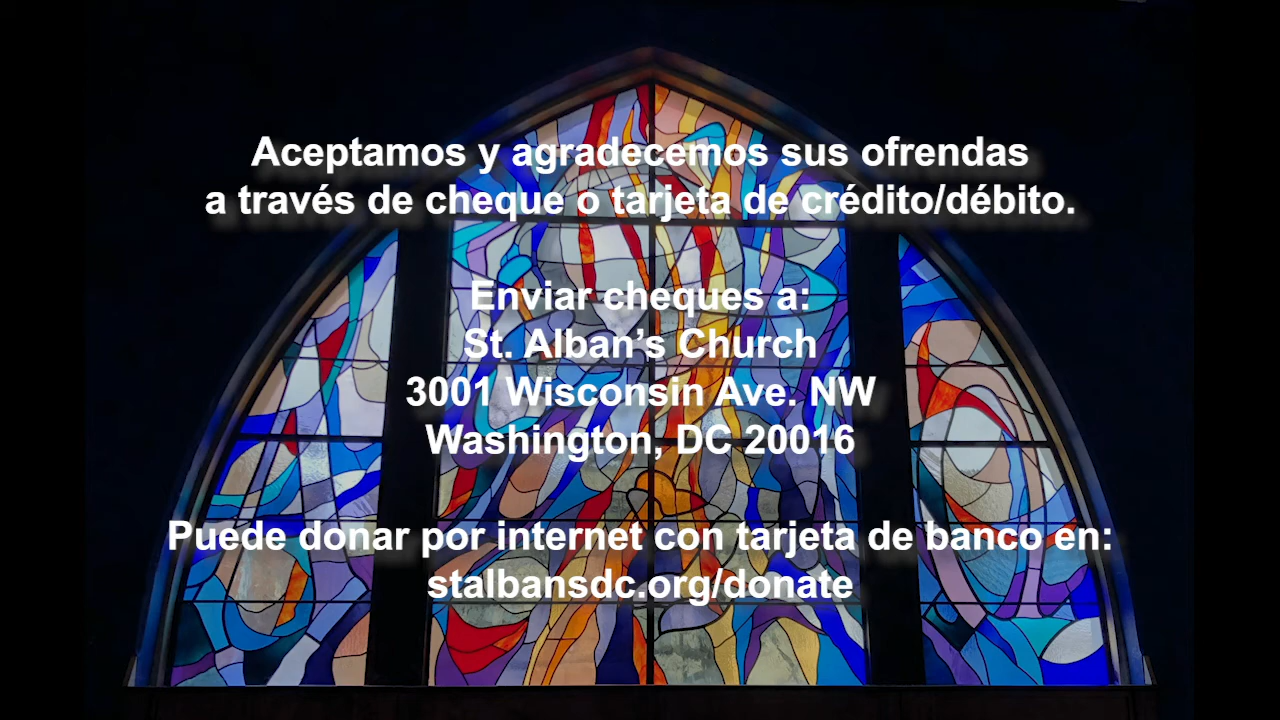 Aceptamos y agradecemos sus ofrendas
a través de cheque o tarjeta de crédito/débito.
Enviar cheques a:
St. Alban’s Church
3001 Wisconsin Ave. NW
Washington, DC 20016
Puede donar por internet con tarjeta de banco en:
stalbansdc.org/donate